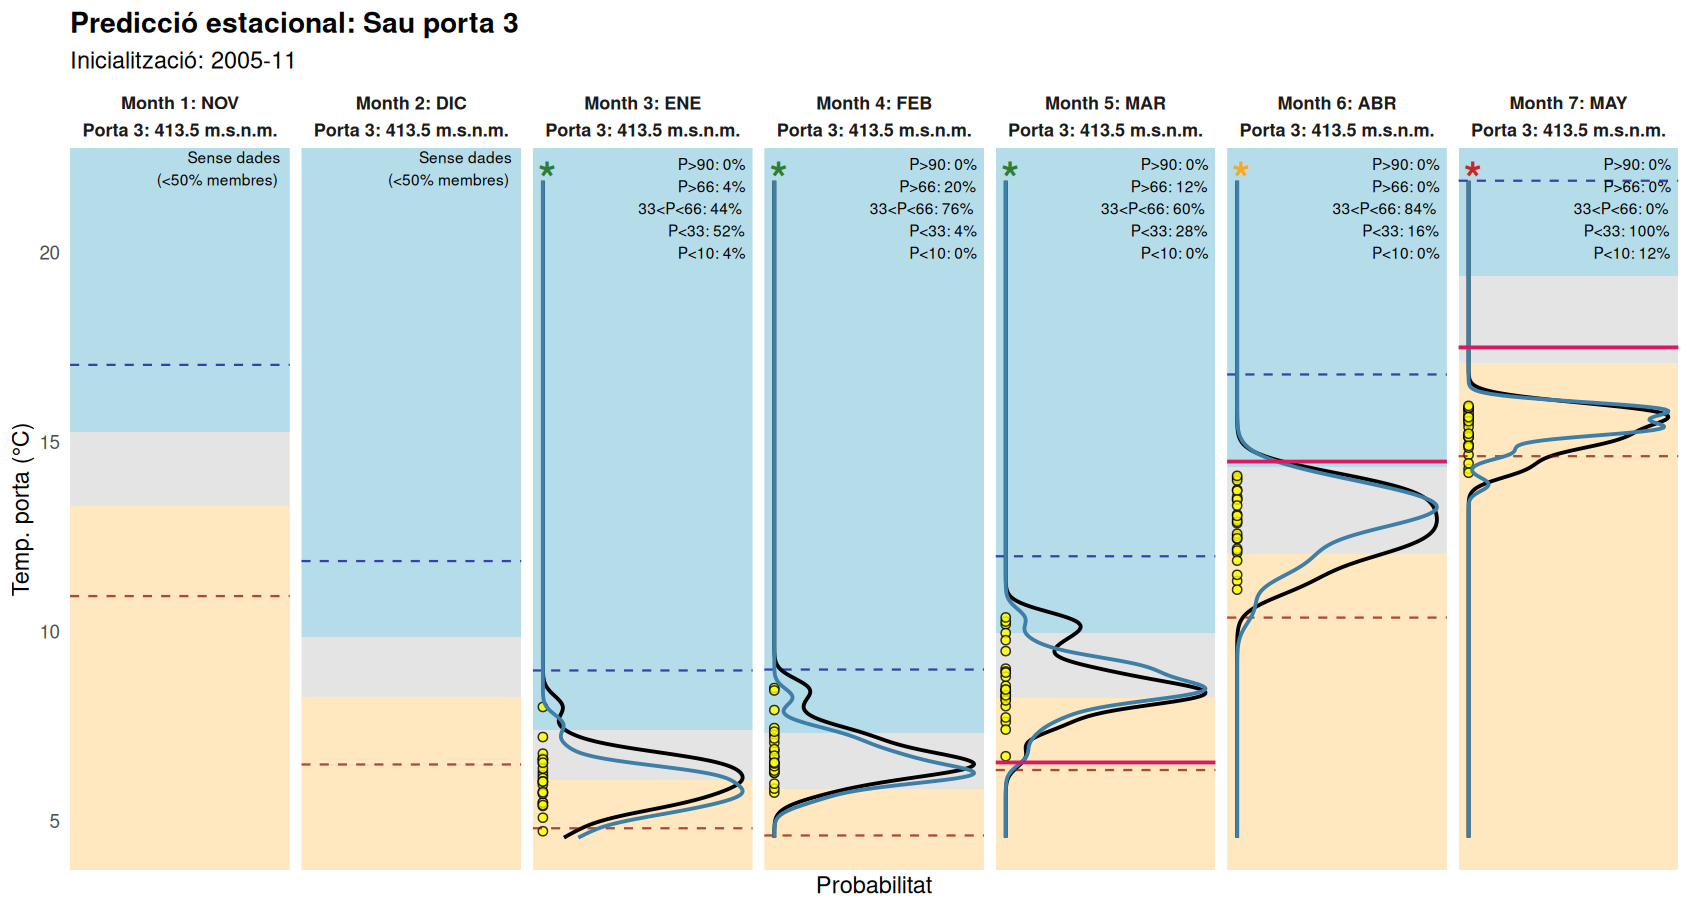 Predicció estacional: Sau porta 3
Inicialització: 2005-11
Month 1: NOV
Porta 3: 413.5 m.s.n.m.
Month 2: DIC
Porta 3: 413.5 m.s.n.m.
Month 3: ENE
Porta 3: 413.5 m.s.n.m.
Month 4: FEB
Porta 3: 413.5 m.s.n.m.
Month 5: MAR
Porta 3: 413.5 m.s.n.m.
Month 6: ABR
Porta 3: 413.5 m.s.n.m.
Month 7: MAY
Porta 3: 413.5 m.s.n.m.
Sense dades
(<50% membres)
Sense dades
(<50% membres)
*
P>90: 0%
P>66: 4%
33<P<66: 44%
P<33: 52%
P<10: 4%
*
P>90: 0%
P>66: 20%
33<P<66: 76%
P<33: 4%
P<10: 0%
*
P>90: 0%
P>66: 12%
33<P<66: 60%
P<33: 28%
P<10: 0%
*
P>90: 0%
P>66: 0%
33<P<66: 84%
P<33: 16%
P<10: 0%
*
P>90: 0%
P>66: 0%
33<P<66: 0%
P<33: 100%
P<10: 12%
Temp. porta (°C)
20
15
10
5
Probabilitat